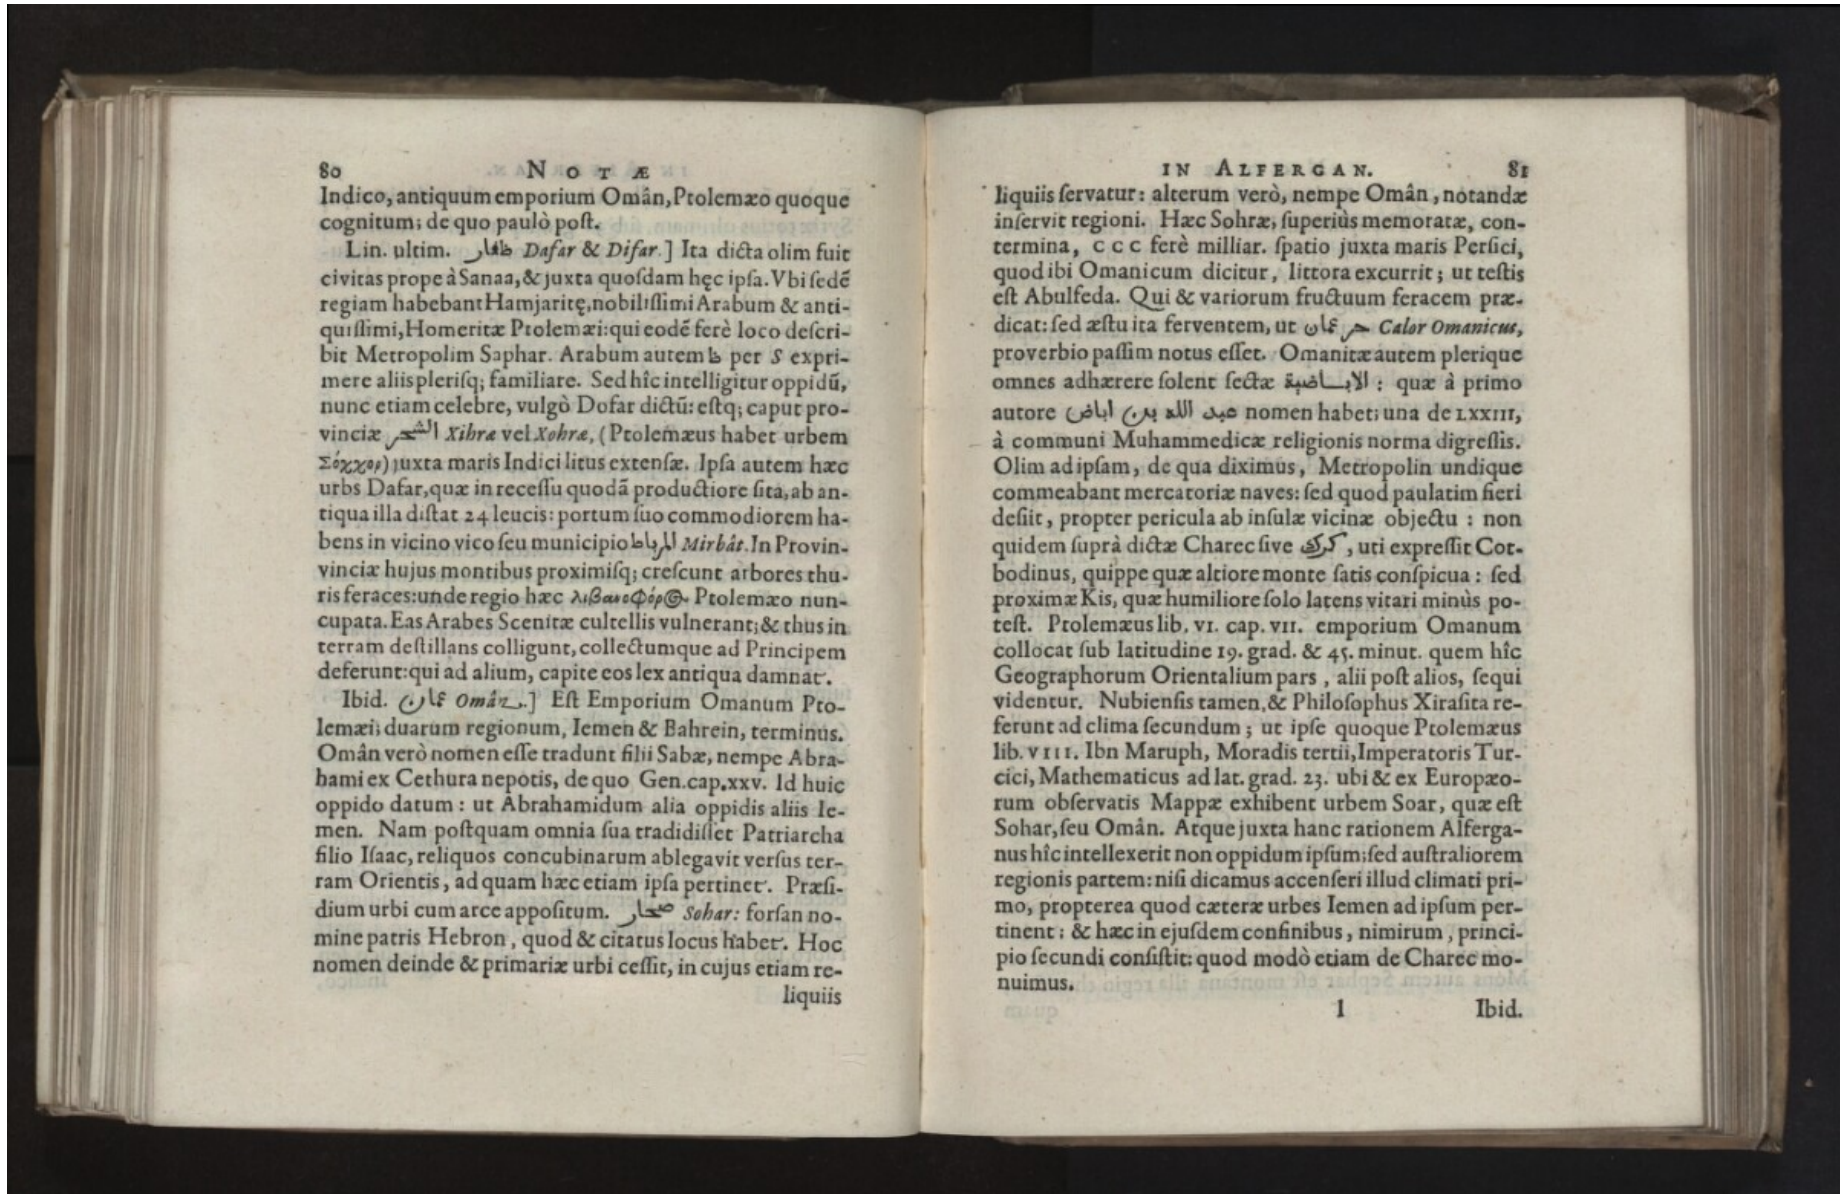 80 NOTÆ
Indico, antiquum emporium Omân, Ptolemæo quoque
cognitum; de quo paulò poſt.
Lin. ultim. ظفار Dafar & Difar.] Ita dicta olim fuit
civitas prope à Sanaa, & juxta quoſdam hęc ipſa. Vbi ſedẽ
regiam habebant Hamjaritę, nobiliſſimi Arabum & anti-
quiſſimi, Homeritæ Ptolemæi: qui eodẽ ferè loco deſcri-
bit Metropolim Saphar. Arabum autem ظ per S expri-
mere aliis pleriſq; familiare. Sed hîc intelligitur oppidũ,
nunc etiam celebre, vulgò Dofar dictũ: eſtq; caput pro-
vinciæ الشحر Xihræ vel Xohræ, (Ptolemæus habet urbem
Σόχχορ) juxta maris Indici litus extenſæ. Ipſa autem hæc
urbs Dafar, quæ in receſſu quodã productiore ſita, ab an-
tiqua illa diſtat 24 leucis: portum ſuo commodiorem ha-
bens in vicino vico ſeu municipio المرباط Mirbât. In Provin-
vinciæ hujus montibus proximiſq; creſcunt arbores thu-
ris feraces: unde regio hæc λιβανοφόρος Ptolemæo nun-
cupata. Eas Arabes Scenitæ cultellis vulnerant; & thus in
terram deſtillans colligunt, collectumque ad Principem
deferunt: qui ad alium, capite eos lex antiqua damnat.
Ibid. عمان Omân.] Eſt Emporium Omanum Pto-
lemæi; duarum regionum, Iemen & Bahrein, terminus.
Omân verò nomen eſſe tradunt filii Sabæ, nempe Abra-
hami ex Cethura nepotis, de quo Gen. cap. xxv. Id huic
oppido datum: ut Abrahamidum alia oppidis aliis Ie-
men. Nam poſtquam omnia ſua tradidiſſet Patriarcha
filio Iſaac, reliquos concubinarum ablegavit verſus ter-
ram Orientis, ad quam hæc etiam ipſa pertinet. Præſi-
dium urbi cum arce appoſitum. صحار Sohar: forſan no-
mine patris Hebron, quod & citatus locus habet. Hoc
nomen deinde & primariæ urbi ceſſit, in cujus etiam re-
liquiis
IN ALFERGAN. 81
liquiis ſervatur: alterum verò, nempe Omân, notandæ
inſervit regioni. Hæc Sohræ, ſuperiùs memoratæ, con-
termina, CCC ferè milliar. ſpatio juxta maris Perſici,
quod ibi Omanicum dicitur, littora excurrit; ut teſtis
eſt Abulfeda. Qui & variorum fructuum feracem præ-
dicat: ſed æſtu ita ferventem, ut حر عمان Calor Omanicus,
proverbio paſſim notus eſſet. Omanitæ autem plerique
omnes adhærere ſolent ſectæ الاباضية: quæ à primo
autore عبد الله بن اباض nomen habet; una de LXXIII,
à communi Muhammedicæ religionis norma digreſſis.
Olim ad ipſam, de qua diximus, Metropolin undique
commeabant mercatoriæ naves: ſed quod paulatim fieri
deſiit, propter pericula ab inſulæ vicinæ objectu: non
quidem ſuprà dictæ Charec ſive كرك, uti expreſſit Cot-
bodinus, quippe quæ altiore monte ſatis conſpicua: ſed
proximæ Kis, quæ humiliore ſolo latens vitari minùs po-
teſt. Ptolemæus lib. VI. cap. VII. emporium Omanum
collocat ſub latitudine 19. grad. & 45. minut. quem hîc
Geographorum Orientalium pars, alii poſt alios, ſequi
videntur. Nubienſis tamen, & Philoſophus Xiraſita re-
ferunt ad clima ſecundum; ut ipſe quoque Ptolemæus
lib. VIII. Ibn Maruph, Moradis tertii, Imperatoris Tur-
cici, Mathematicus ad lat. grad. 23. ubi & ex Europæo-
rum obſervatis Mappæ exhibent urbem Soar, quæ eſt
Sohar, ſeu Omân. Atque juxta hanc rationem Alferga-
nus hîc intellexerit non oppidum ipſum; ſed auſtraliorem
regionis partem: niſi dicamus accenſeri illud climati pri-
mo, propterea quod cæteræ urbes Iemen ad ipſum per-
tinent: & hæc in ejuſdem confinibus, nimirum, princi-
pio ſecundi conſiſtit: quod modò etiam de Charec mo-
nuimus.
l Ibid.